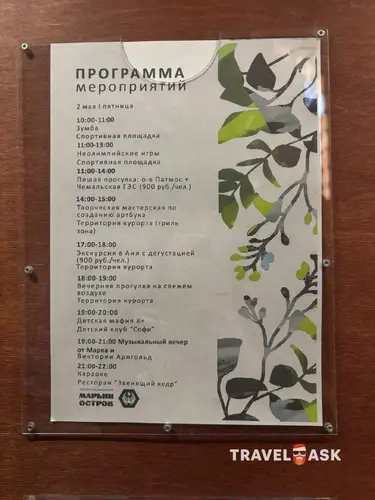 ПРОГРАММА
мероприятий
2 мая I пятница
10:00-11:00
Зумба
Спортивная площадка
11:00-13:00
Неолимпийские игры
Спортивная площадка
11:00-14:00
Пешая прогулка: о-в Патмос +
Чемальская ГЭС (900 руб./чел.)
14:00-15:00
Творческая мастерская по
созданию артбука
Территория курорта (гриль
зона)
17:00-18:00
Экскурсия в Аил с дегустацией
(900 руб./чел.)
Территория курорта
18:00-19:00
Вечерняя прогулка на свежем
воздухе
Территория курорта
19:00-20:00
Детская мафия 8+
Детский клуб "Софи"
19:00-21:00 Музыкальный вечер
от Марка и
Виктории Аригольд
21:00-22:00
Караоке
Ресторан "Звенящий кедр"
МАРЬИН
ОСТРОВ
TRAVEL ASK